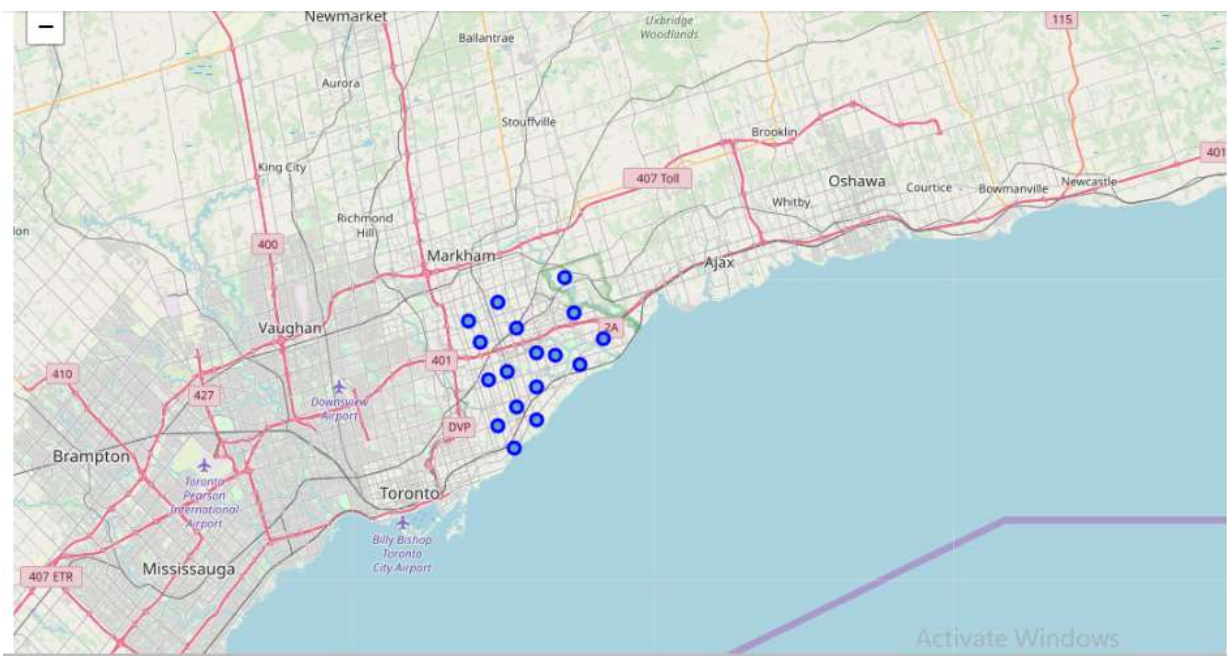 −
Newmarket
115
Uxbridge
Woodlands
Ballantrae
Aurora
Stouffville
Brooklin
401
King City
407 Toll
Oshawa
Courtice
Bowmanville
Newcastle
Whitby
Richmond
Hill
lon
400
Markham
Ajax
Vaughan
2A
401
410
427
Downsview
Airport
DVP
Brampton
Toronto
Pearson
International
Airport
Toronto
Billy Bishop
Toronto
City Airport
Mississauga
407 ETR
Activate Windows